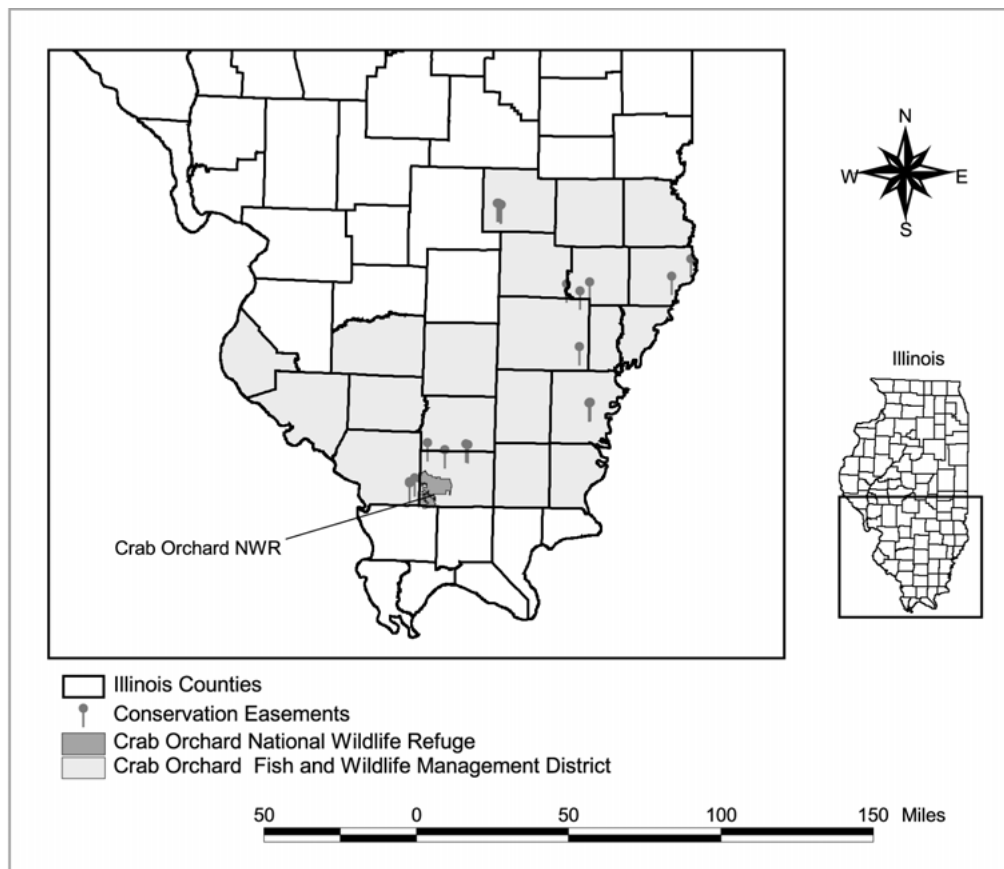 N
W
E
S
Illinois
Crab Orchard NWR
Illinois Counties
Conservation Easements
Crab Orchard National Wildlife Refuge
Crab Orchard Fish and Wildlife Management District
50 0 50 100 150 Miles